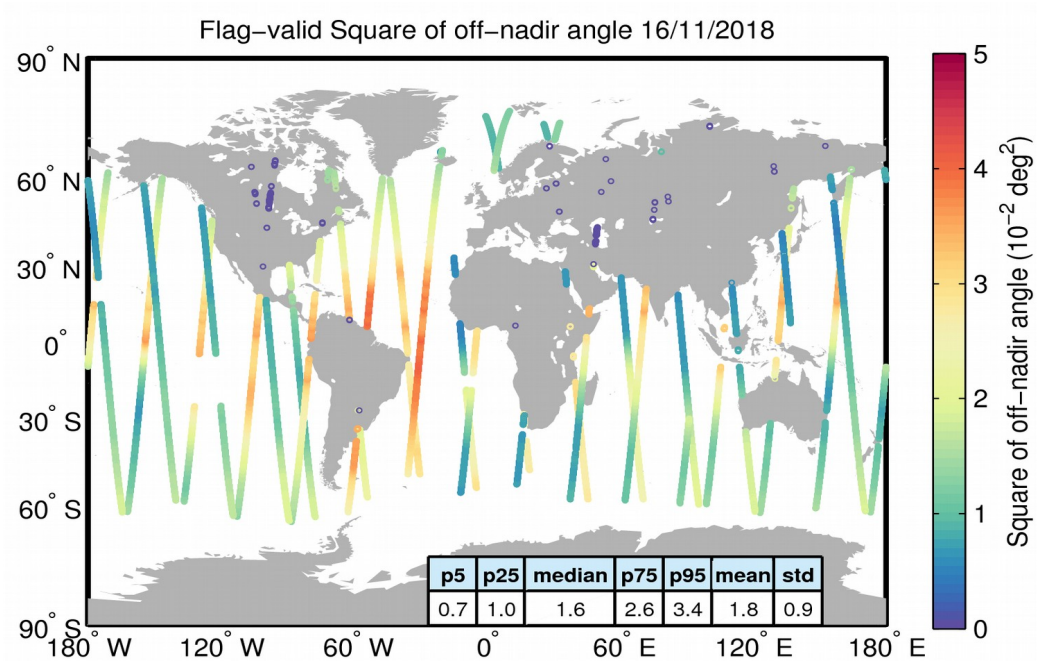 Flag−valid Square of off−nadir angle 16/11/2018
90° N
60° N
30° N
0°
30° S
60° S
90° S
180° W
120° W
60° W
0°
60° E
120° E
180° E
p5 p25 median p75 p95 mean std
0.7 1.0 1.6 2.6 3.4 1.8 0.9
5
4
3
2
1
0
Square of off−nadir angle (10⁻² deg²)